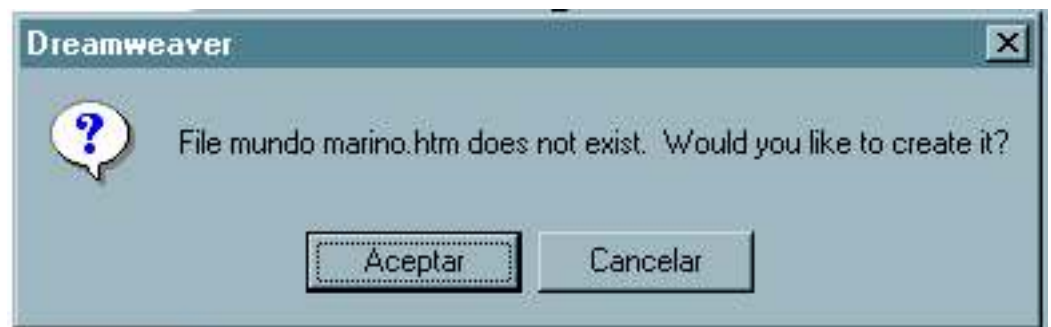 Dreamweaver
File mundo marino.htm does not exist. Would you like to create it?
Aceptar Cancelar